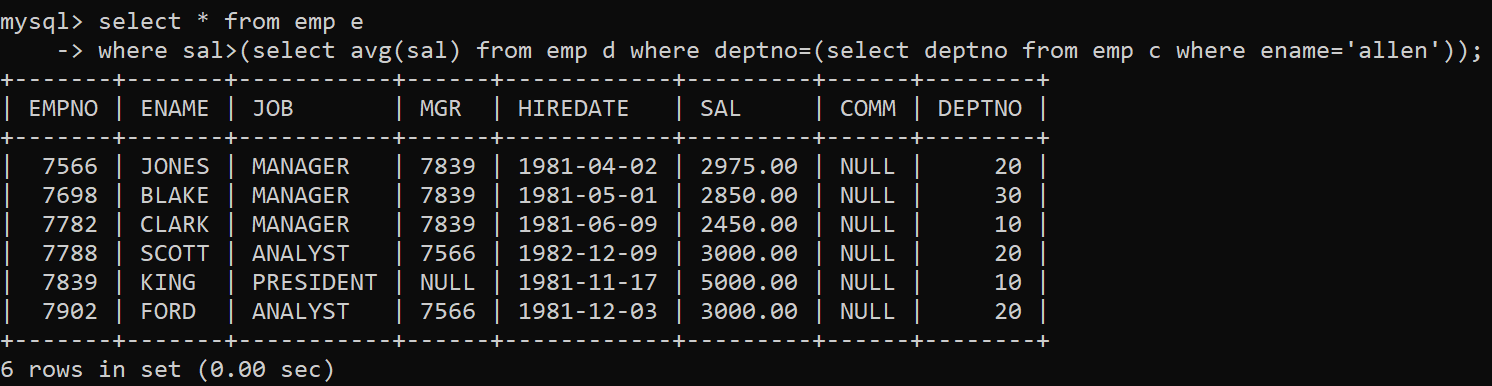 mysql> select * from emp e
    -> where sal>(select avg(sal) from emp d where deptno=(select deptno from emp c where ename='allen'));
+-------+-------+-----------+------+------------+---------+------+--------+
| EMPNO | ENAME | JOB       | MGR  | HIREDATE   | SAL     | COMM | DEPTNO |
+-------+-------+-----------+------+------------+---------+------+--------+
|  7566 | JONES | MANAGER   | 7839 | 1981-04-02 | 2975.00 | NULL |     20 |
|  7698 | BLAKE | MANAGER   | 7839 | 1981-05-01 | 2850.00 | NULL |     30 |
|  7782 | CLARK | MANAGER   | 7839 | 1981-06-09 | 2450.00 | NULL |     10 |
|  7788 | SCOTT | ANALYST   | 7566 | 1982-12-09 | 3000.00 | NULL |     20 |
|  7839 | KING  | PRESIDENT | NULL | 1981-11-17 | 5000.00 | NULL |     10 |
|  7902 | FORD  | ANALYST   | 7566 | 1981-12-03 | 3000.00 | NULL |     20 |
+-------+-------+-----------+------+------------+---------+------+--------+
6 rows in set (0.00 sec)